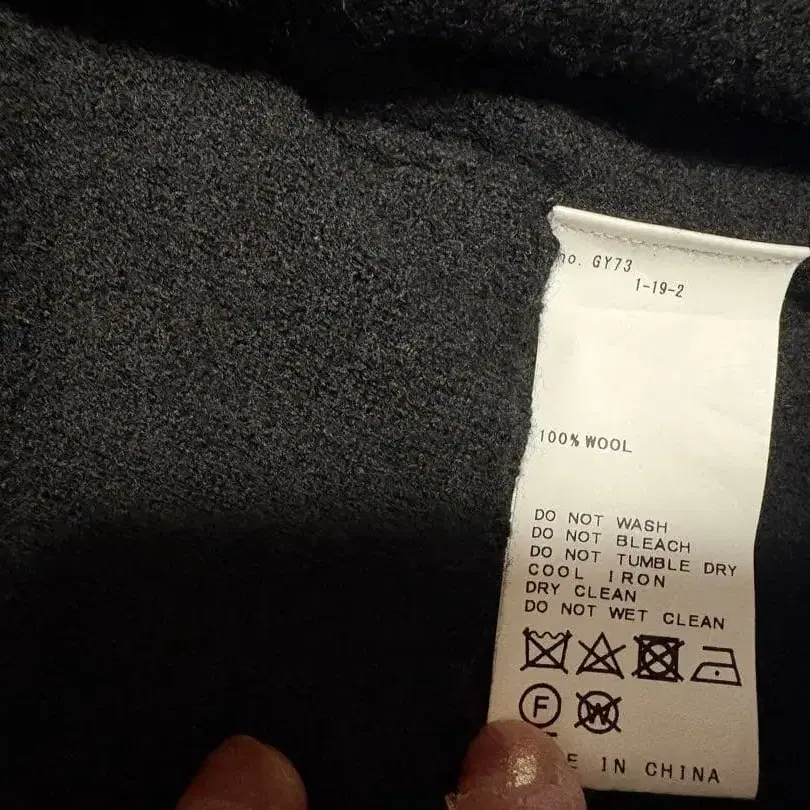 no. GY73
1-19-2
100% WOOL
DO NOT WASH
DO NOT BLEACH
DO NOT TUMBLE DRY
COOL IRON
DRY CLEAN
DO NOT WET CLEAN
F W
IN CHINA